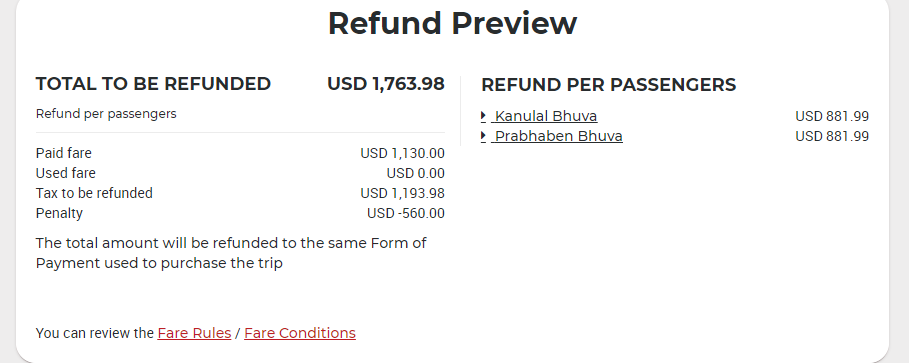 Refund Preview
TOTAL TO BE REFUNDED USD 1,763.98
Refund per passengers
Paid fare USD 1,130.00
Used fare USD 0.00
Tax to be refunded USD 1,193.98
Penalty USD -560.00
The total amount will be refunded to the same Form of
Payment used to purchase the trip
You can review the Fare Rules / Fare Conditions
REFUND PER PASSENGERS
Kanulal Bhuva USD 881.99
Prabhaben Bhuva USD 881.99